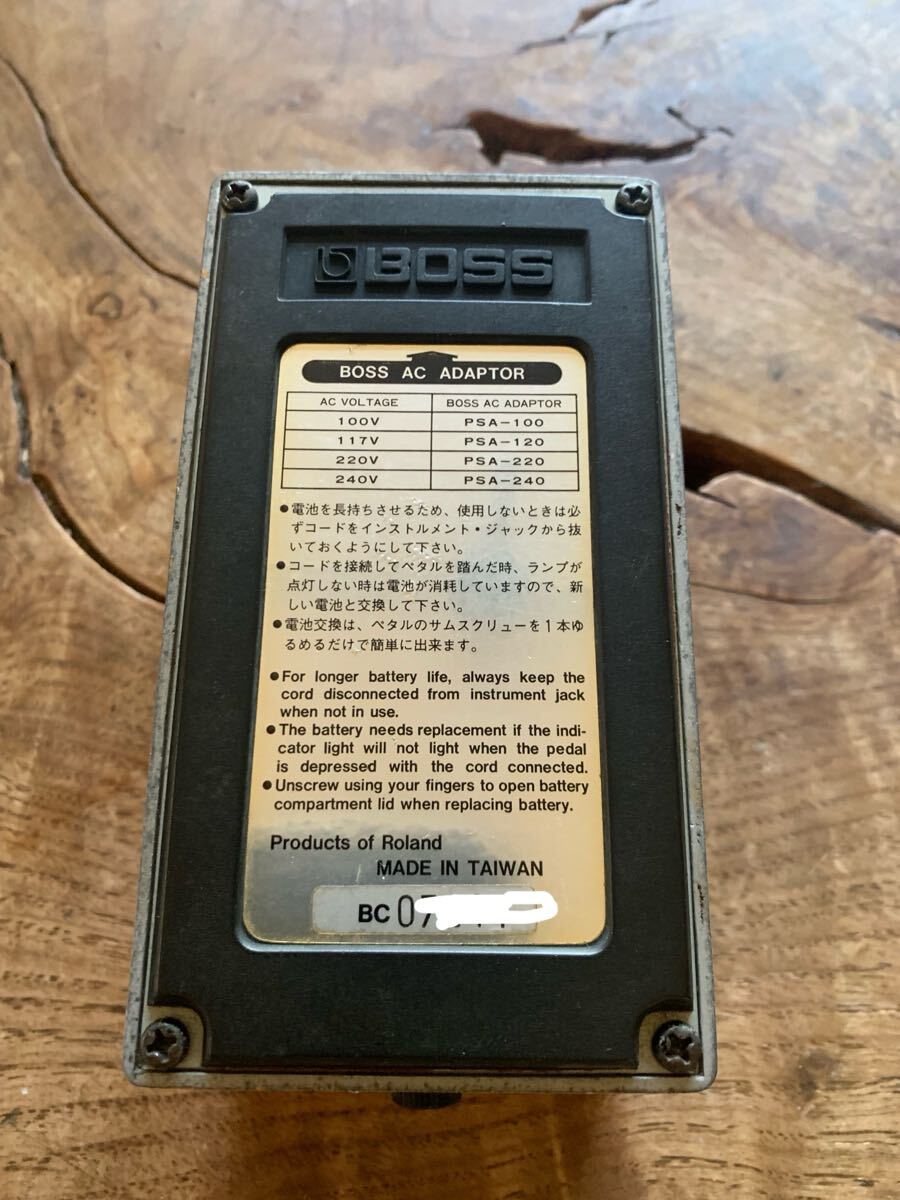 BOSS
BOSS AC ADAPTOR
AC VOLTAGE BOSS AC ADAPTOR
100V PSA-100
117V PSA-120
220V PSA-220
240V PSA-240
●電池を長持ちさせるため、使用しないときは必
ずコードをインストルメント・ジャックから抜
いておくようにして下さい。
●コードを接続してペタルを踏んだ時、ランプが
点灯しない時は電池が消耗していますので、新
しい電池と交換して下さい。
●電池交換は、ペタルのサムスクリューを1本ゆ
るめるだけで簡単に出来ます。
●For longer battery life, always keep the
cord disconnected from instrument jack
when not in use.
●The battery needs replacement if the indi-
cator light will not light when the pedal
is depressed with the cord connected.
●Unscrew using your fingers to open battery
compartment lid when replacing battery.
Products of Roland
MADE IN TAIWAN
BC 07